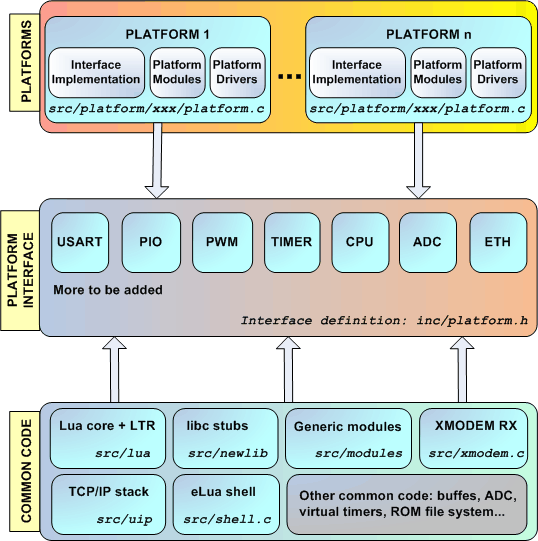 PLATFORMS
PLATFORM 1
Interface
Implementation
Platform
Modules
Platform
Drivers
src/platform/xxx/platform.c
...
PLATFORM n
Interface
Implementation
Platform
Modules
Platform
Drivers
src/platform/xxx/platform.c
PLATFORM
INTERFACE
USART
PIO
PWM
TIMER
CPU
ADC
ETH
More to be added
Interface definition: inc/platform.h
COMMON CODE
Lua core + LTR
src/lua
libc stubs
src/newlib
Generic modules
src/modules
XMODEM RX
src/xmodem.c
TCP/IP stack
src/uip
eLua shell
src/shell.c
Other common code: buffes, ADC,
virtual timers, ROM file system...